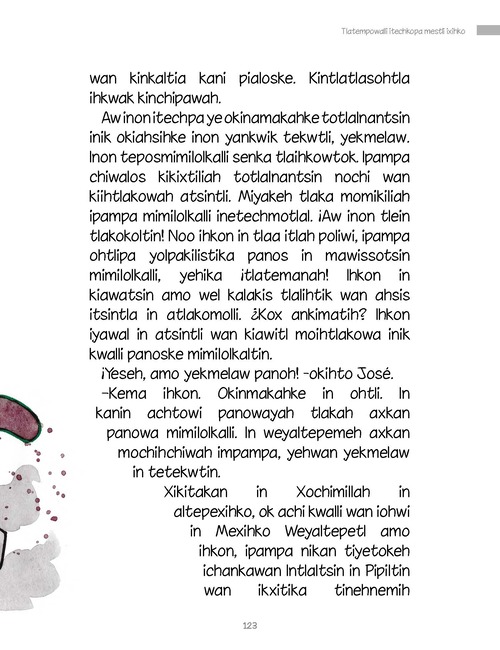 Tlatempowalli itechkopa mestli ixihko
wan kinkaltia kani pialoske. Kintlatlasohtla
ihkwak kinchipawah.
Aw inon itechpa ye okinamakahke totlalnantsin
inik okiahsihke inon yankwik tekwtli, yekmelaw.
Inon teposmimilolkalli senka tlaihkowtok. Ipampa
chiwalos kikixtiliah totlalnantsin nochi wan
kiihtlakowah atsintli. Miyakeh tlaka momikiliah
ipampa mimilolkalli inetechmotlal. ¡Aw inon tlein
tlakokoltin! Noo ihkon in tlaa itlah poliwi, ipampa
ohtlipa yolpakilistika panos in mawissotsin
mimilolkalli, yehika ¡tlatemanah! Ihkon in
kiawatsin amo wel kalakis tlalihtik wan ahsis
itsintla in atlakomolli. ¿Kox ankimatih? Ihkon
iyawal in atsintli wan kiawitl moihtlakowa inik
kwalli panoske mimilolkaltin.
¡Yeseh, amo yekmelaw panoh! -okihto José.
-Kema ihkon. Okinmakahke in ohtli. In
kanin achtowi panowayah tlakah axkan
panowa mimilolkalli. In weyaltepemeh axkan
mochihchiwah impampa, yehwan yekmelaw
in tetekwtin.
Xikitakan in Xochimillah in
altepexihko, ok achi kwalli wan iohwi
in Mexihko Weyaltepetl amo
ihkon, ipampa nikan tiyetokeh
ichankawan Intlaltsin in Pipiltin
wan ikxitika tinehnemih
123